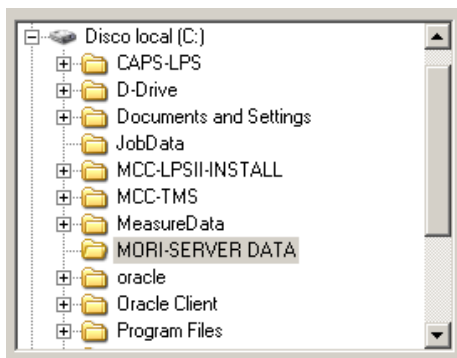 Disco local (C:)
CAPS-LPS
D-Drive
Documents and Settings
JobData
MCC-LPSII-INSTALL
MCC-TMS
MeasureData
MORI-SERVER DATA
oracle
Oracle Client
Program Files